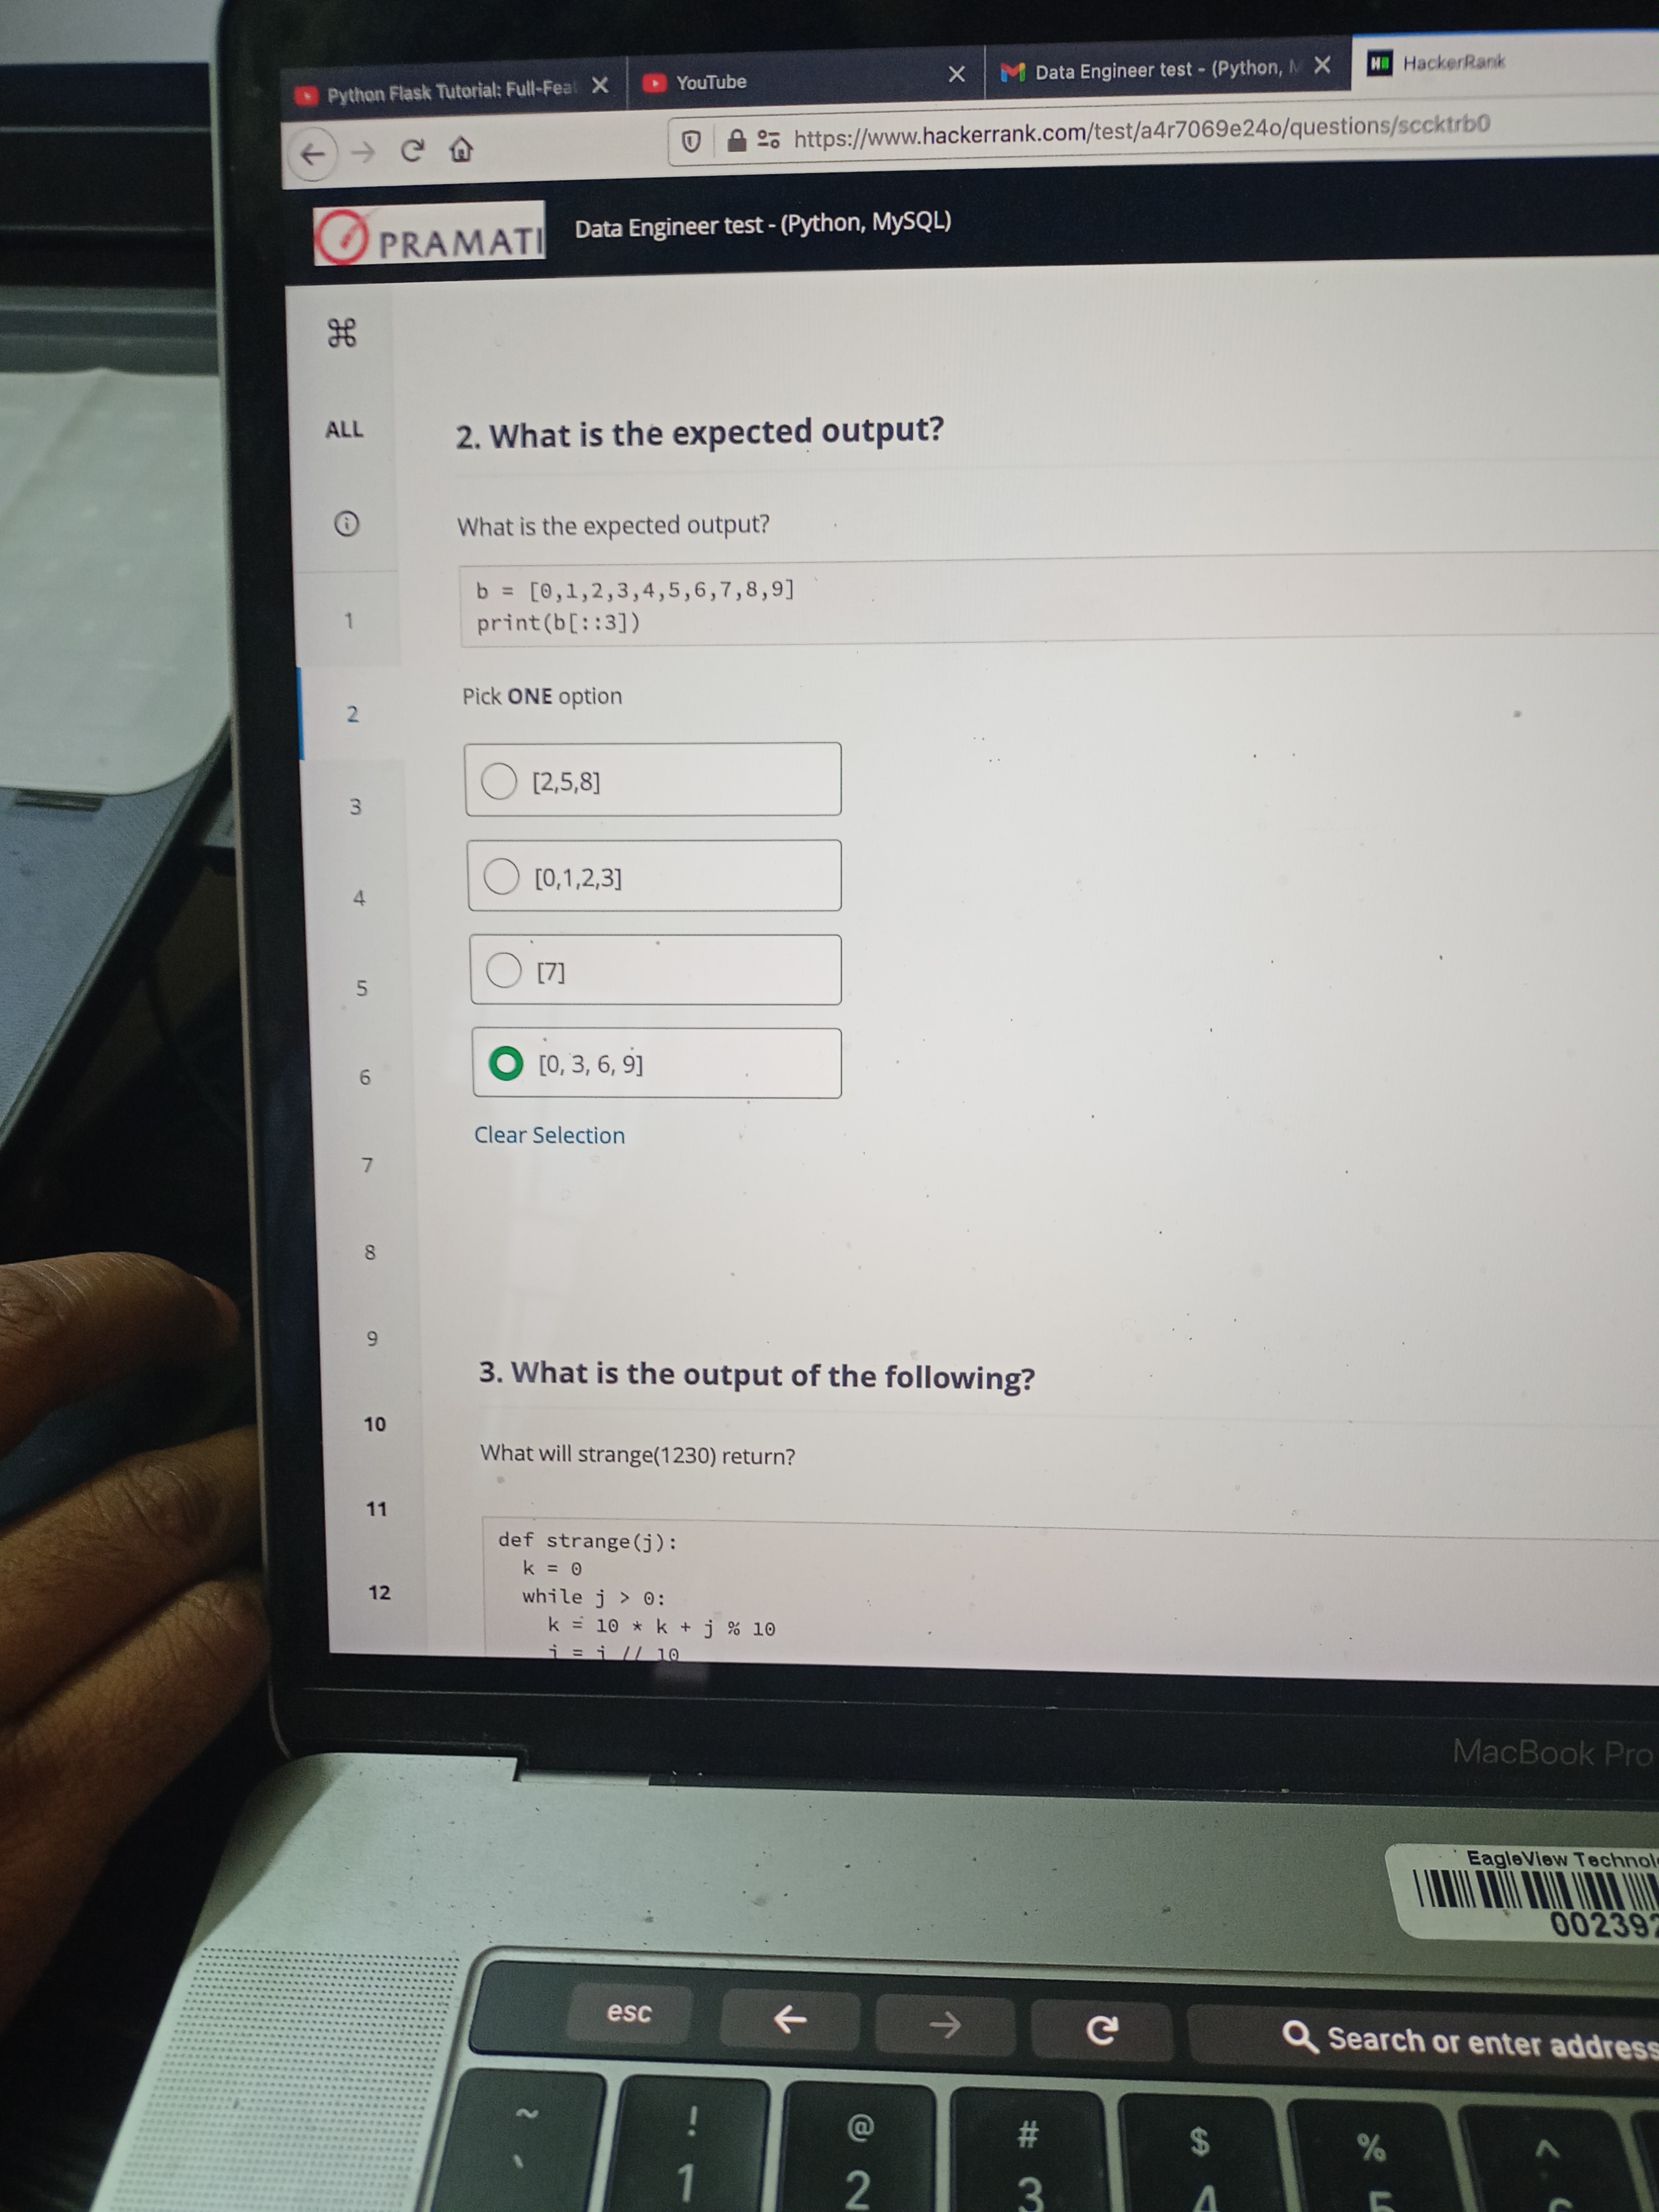 Python Flask Tutorial: Full-Fea
YouTube
Data Engineer test - (Python, M
HackerRank
https://www.hackerrank.com/test/a4r7069e24o/questions/sccktrb0
PRAMATI
Data Engineer test - (Python, MySQL)
ALL
1
2
3
4
5
6
7
8
9
10
11
12
2. What is the expected output?
What is the expected output?
b = [0,1,2,3,4,5,6,7,8,9]
print(b[::3])
Pick ONE option
[2,5,8]
[0,1,2,3]
[7]
[0, 3, 6, 9]
Clear Selection
3. What is the output of the following?
What will strange(1230) return?
def strange(j):
k = 0
while j > 0:
k = 10 * k + j % 10
j = j // 10
MacBook Pro
EagleView Technol
002392
esc
Search or enter address
~
`
! 1
@ 2
# 3
$ 4
% 5
^ 6